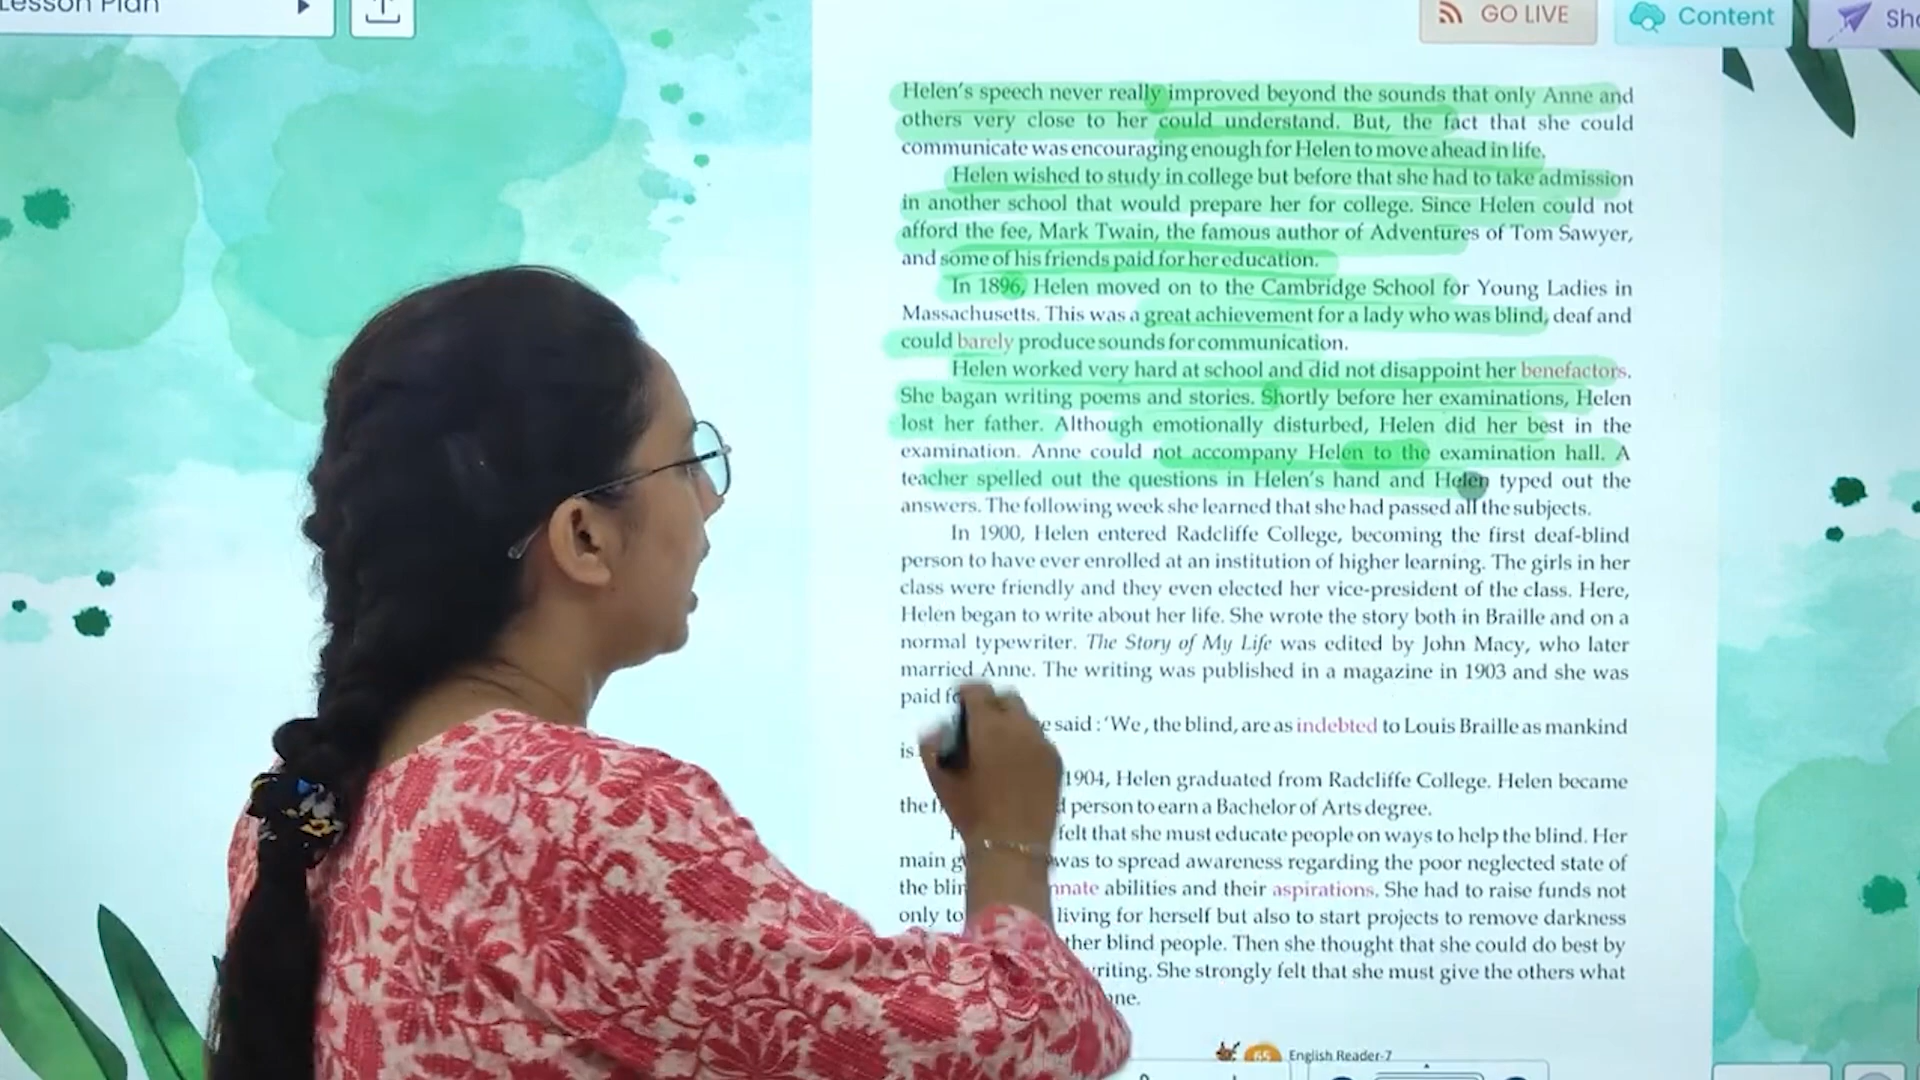 Lesson Plan
GO LIVE
Content
Helen's speech never really improved beyond the sounds that only Anne and
others very close to her could understand. But, the fact that she could
communicate was encouraging enough for Helen to move ahead in life.
Helen wished to study in college but before that she had to take admission
in another school that would prepare her for college. Since Helen could not
afford the fee, Mark Twain, the famous author of Adventures of Tom Sawyer,
and some of his friends paid for her education.
In 1896, Helen moved on to the Cambridge School for Young Ladies in
Massachusetts. This was a great achievement for a lady who was blind, deaf and
could barely produce sounds for communication.
Helen worked very hard at school and did not disappoint her benefactors.
She bagan writing poems and stories. Shortly before her examinations, Helen
lost her father. Although emotionally disturbed, Helen did her best in the
examination. Anne could not accompany Helen to the examination hall. A
teacher spelled out the questions in Helen's hand and Helen typed out the
answers. The following week she learned that she had passed all the subjects.
In 1900, Helen entered Radcliffe College, becoming the first deaf-blind
person to have ever enrolled at an institution of higher learning. The girls in her
class were friendly and they even elected her vice-president of the class. Here,
Helen began to write about her life. She wrote the story both in Braille and on a
normal typewriter. The Story of My Life was edited by John Macy, who later
married Anne. The writing was published in a magazine in 1903 and she was
paid
said : 'We, the blind, are as indebted to Louis Braille as mankind
is
1904, Helen graduated from Radcliffe College. Helen became
the person to earn a Bachelor of Arts degree.
felt that she must educate people on ways to help the blind. Her
main was to spread awareness regarding the poor neglected state of
the abilities and their aspirations. She had to raise funds not
only to living for herself but also to start projects to remove darkness
blind people. Then she thought that she could do best by
She strongly felt that she must give the others what
65 English Reader-7